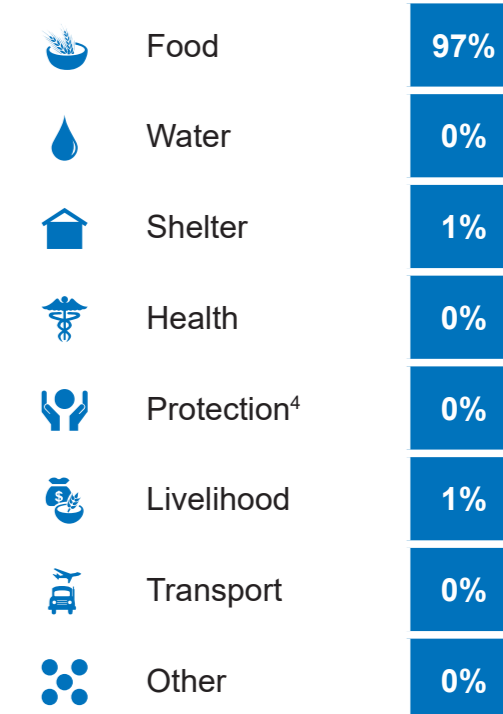 Food 97%
Water 0%
Shelter 1%
Health 0%
Protection⁴ 0%
$ Livelihood 1%
Transport 0%
Other 0%